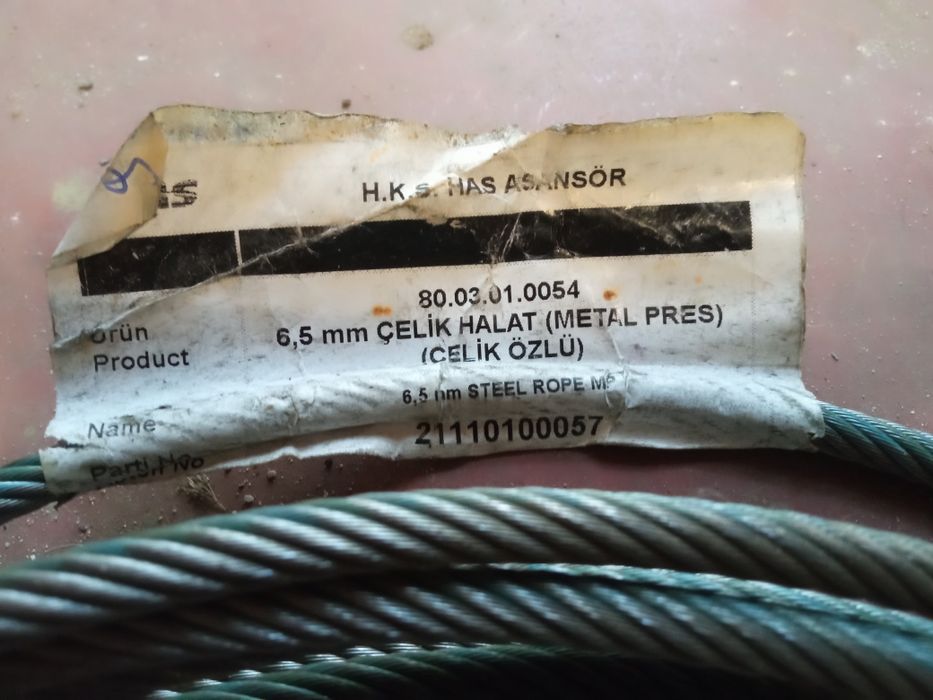 H.K.S. HAS ASANSÖR
80.03.01.0054
Ürün
6,5 mm ÇELİK HALAT (METAL PRES)
Product
(ÇELİK ÖZLÜ)
6,5 mm STEEL ROPE MP
Name
21110100057
Parti No